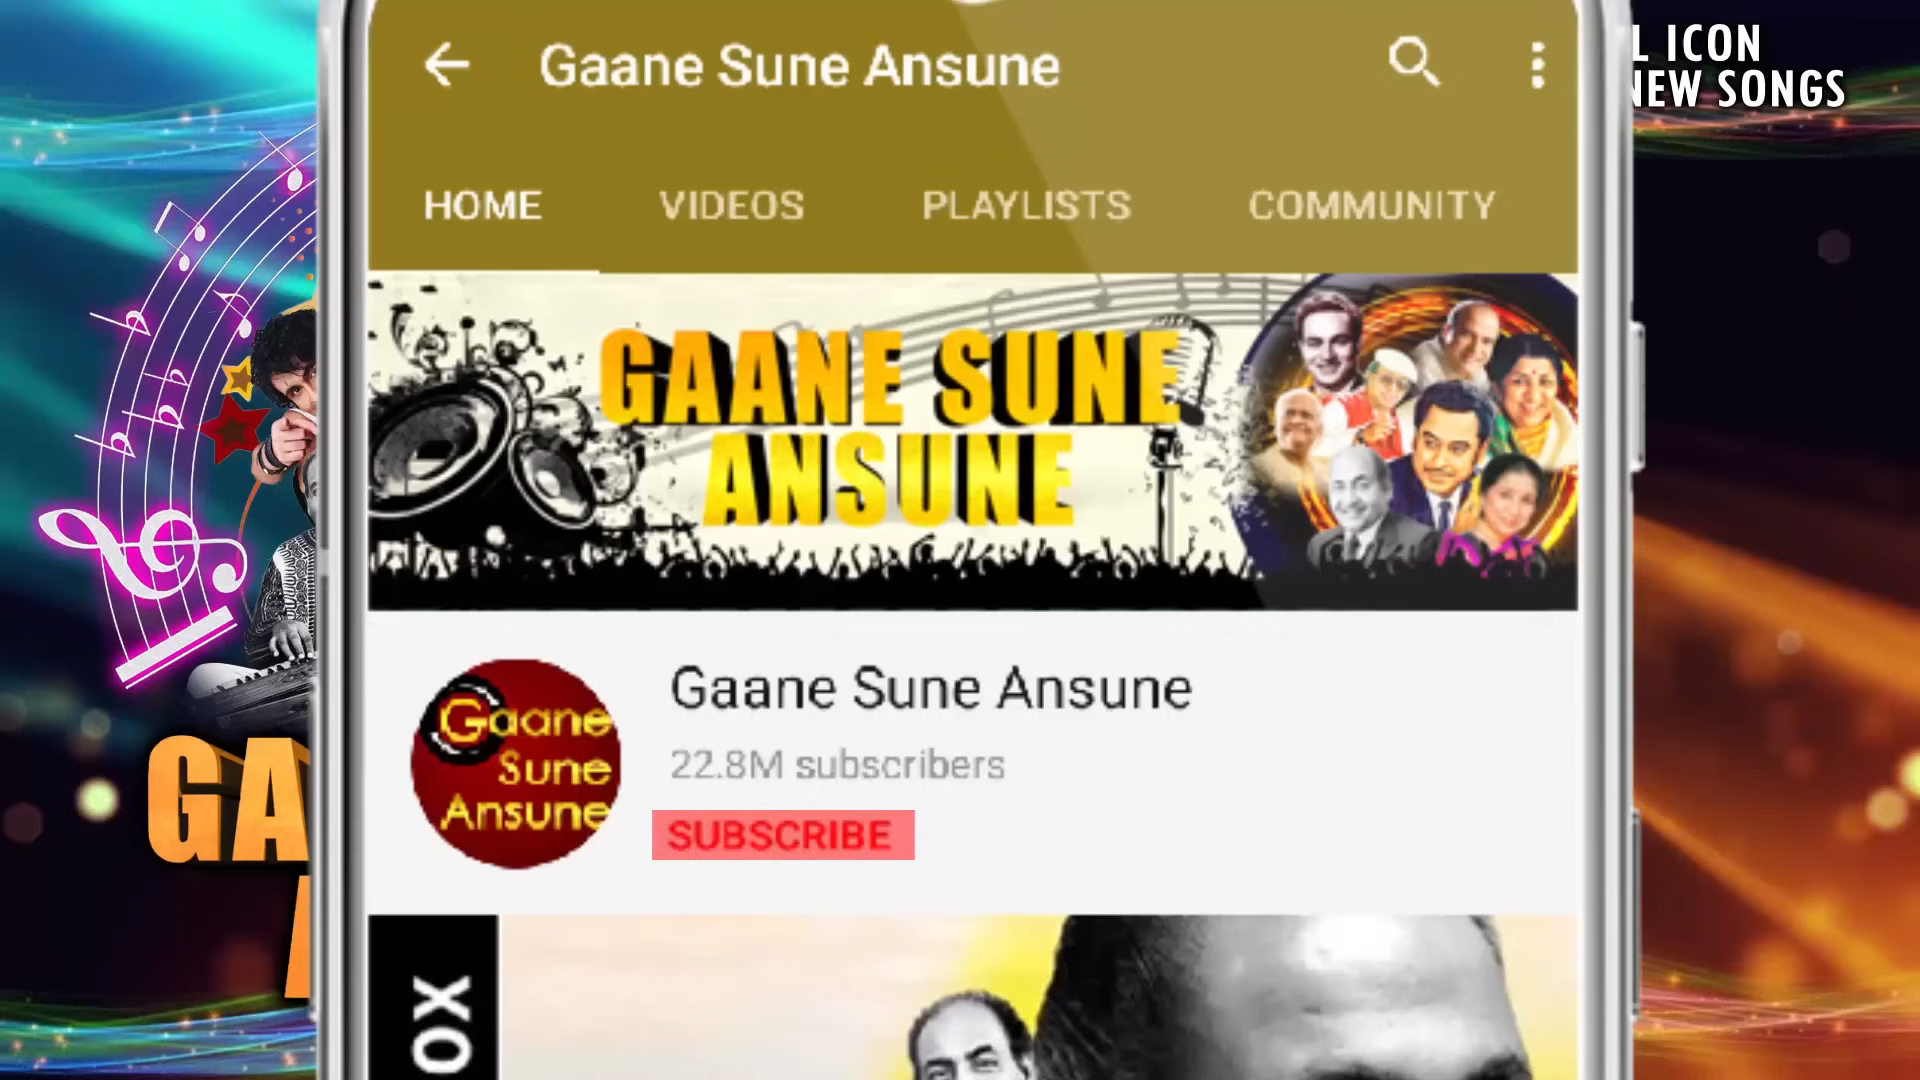 Gaane Sune Ansune
L ICON
NEW SONGS
HOME VIDEOS PLAYLISTS COMMUNITY
GAANE SUNE
ANSUNE
Gaane
Sune
Ansune
Gaane Sune Ansune
22.8M subscribers
SUBSCRIBE
GA
OX